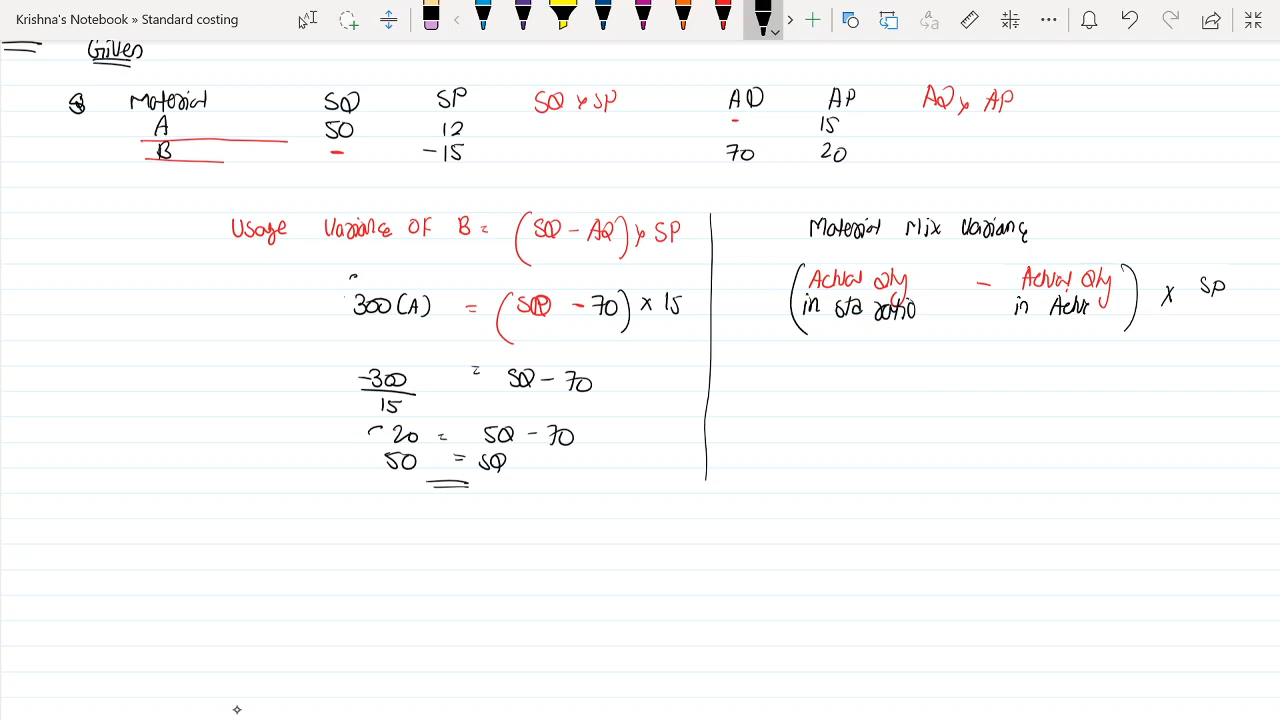 Krishna's Notebook » Standard costing
Given
Material SQ SP SQ x SP AQ AP AQ x AP
A 50 12 - 15
B - -15 70 20
Usage Variance OF B = (SQ - AQ) x SP
300 (A) = (SQ - 70) x 15
-300 = SQ - 70
15
-20 = SQ - 70
50 = SQ
Material Mix Variance
(Actual Qty - Actual Qty) x SP
in std ratio in Actu